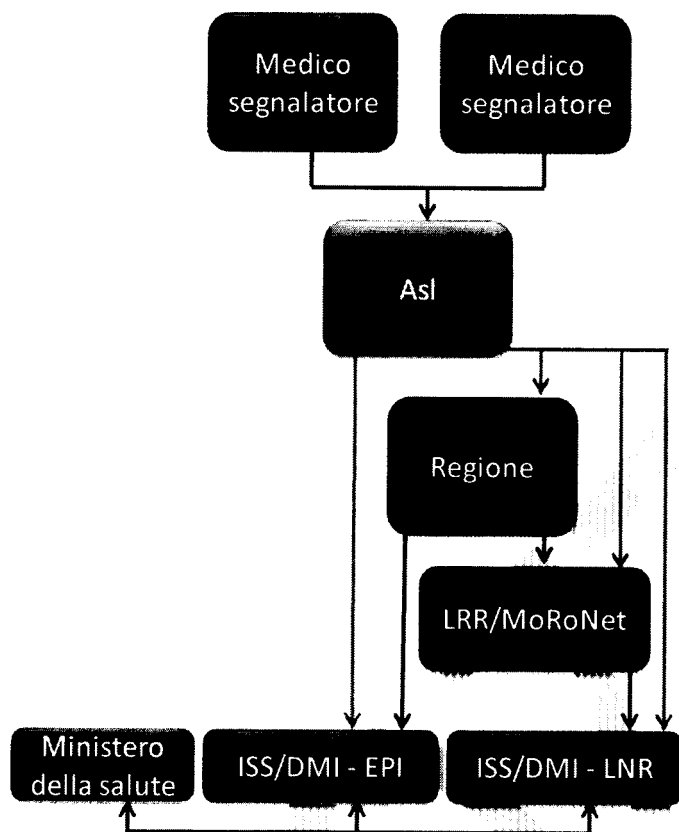 Medico
segnalatore
Medico
segnalatore
Asl
Regione
LRR/MoRoNet
Ministero
della salute
ISS/DMI - EPI
ISS/DMI - LNR